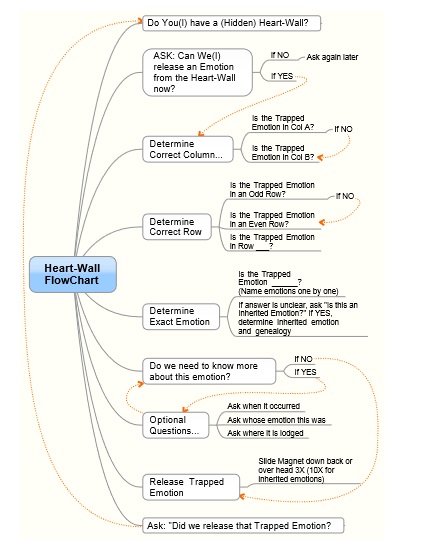 Do You(I) have a (Hidden) Heart-Wall?
ASK: Can We(I)
release an Emotion
from the Heart-Wall
now?
If NO
Ask again later
If YES
Determine
Correct Column...
Is the Trapped
Emotion in Col A?
If NO
Is the Trapped
Emotion in Col B?
Determine
Correct Row
Is the Trapped Emotion
in an Odd Row?
If NO
Is the Trapped Emotion
in an Even Row?
Is the Trapped Emotion
in Row ___?
Heart-Wall
FlowChart
Determine
Exact Emotion
Is the Trapped
Emotion ______?
(Name emotions one by one)
If answer is unclear, ask "Is this an
Inherited Emotion?" If YES,
determine inherited emotion
and genealogy
Do we need to know more
about this emotion?
If NO
If YES
Optional
Questions...
Ask when it occurred
Ask whose emotion this was
Ask where it is lodged
Release Trapped
Emotion
Slide Magnet down back or
over head 3X (10X for
Inherited emotions)
Ask: "Did we release that Trapped Emotion?